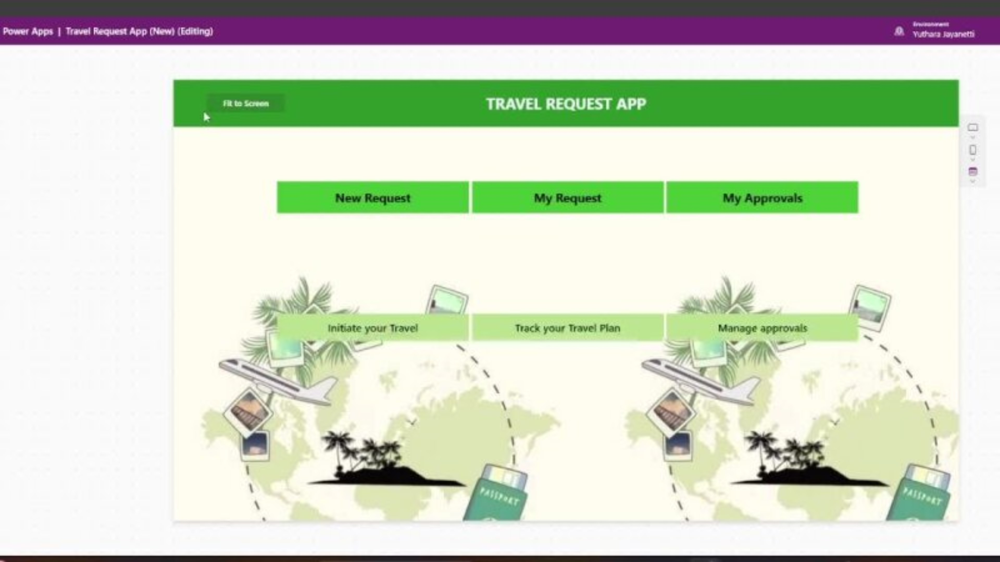 Environment
Power Apps | Travel Request App (New) (Editing)
Yuthara Jayanetti
Fit to Screen
TRAVEL REQUEST APP
New Request
My Request
My Approvals
Initiate your Travel
Track your Travel Plan
Manage approvals
PASSPORT
PASSPORT